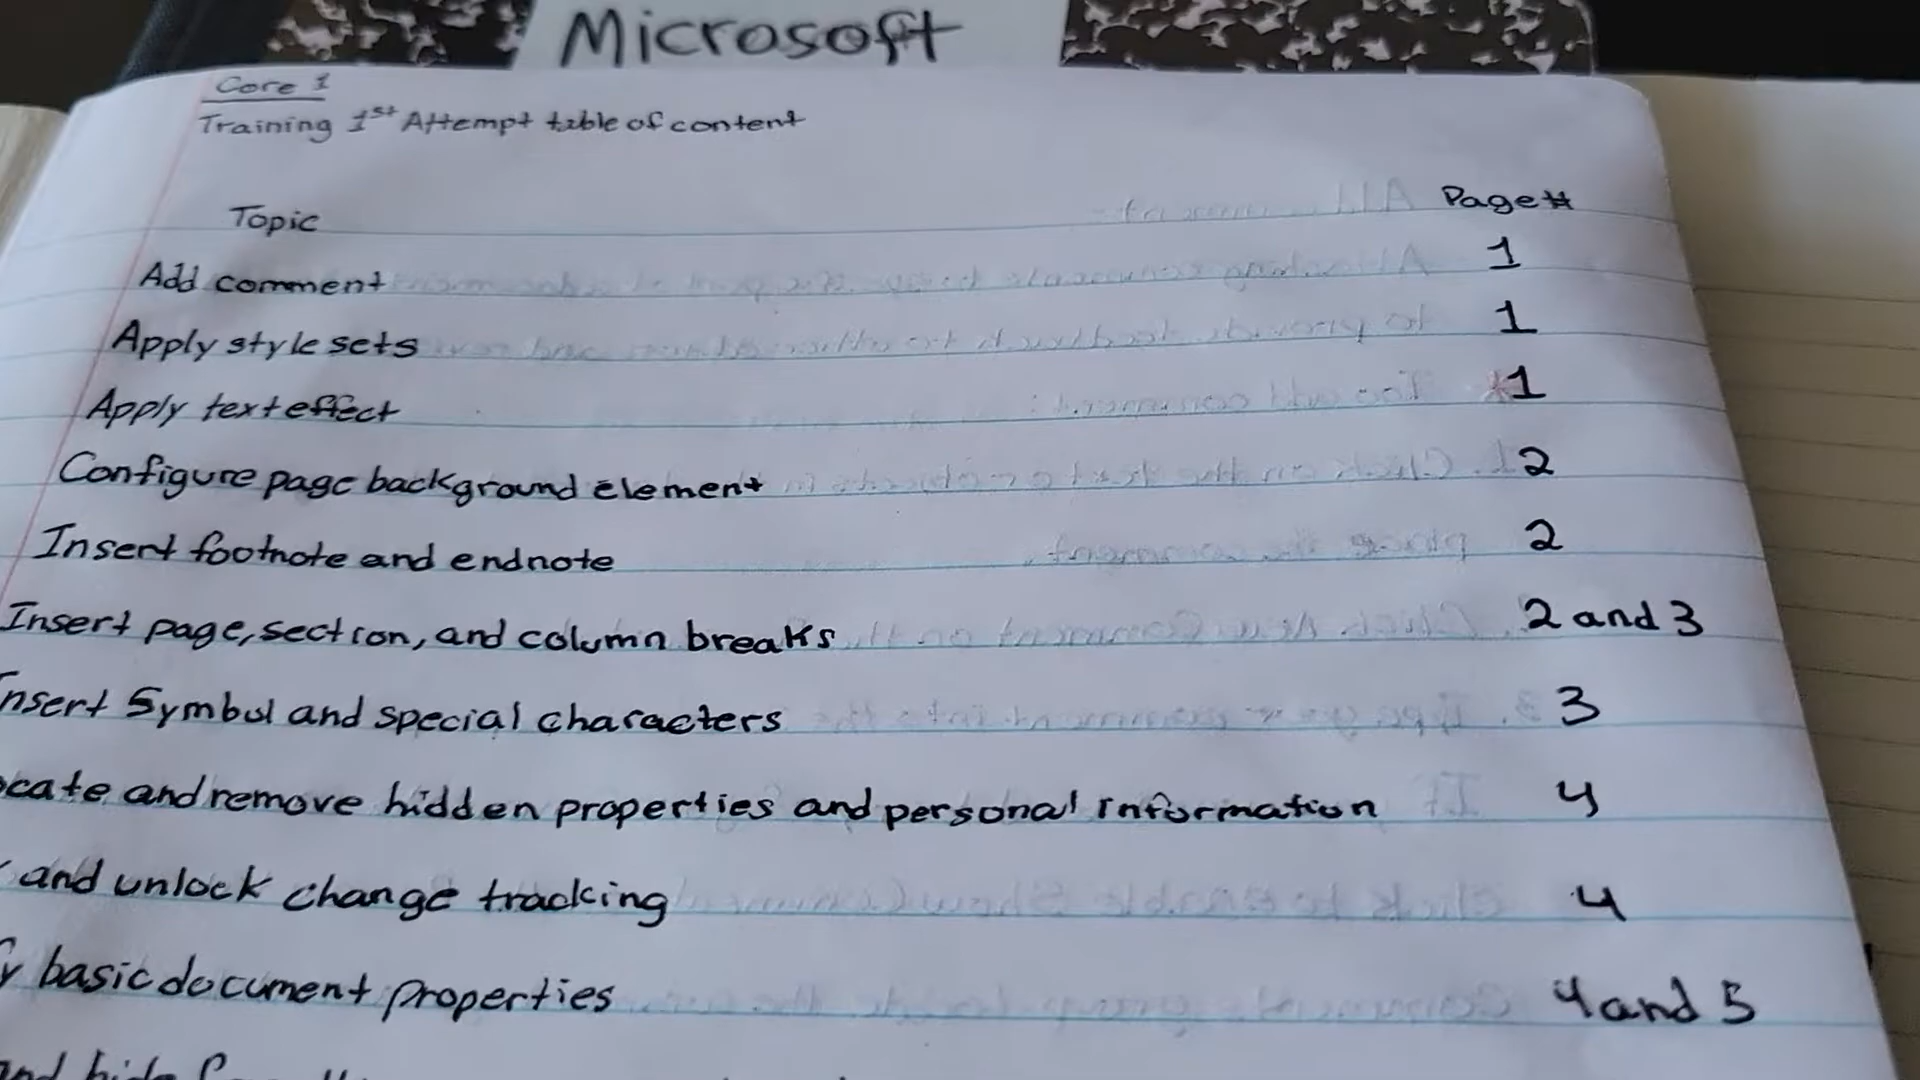 Microsoft
Core 1
Training 1st Attempt table of content
Topic Page #
Add comment 1
Apply style sets 1
Apply text effect 1
Configure page background element 2
Insert footnote and endnote 2
Insert page, section, and column breaks 2 and 3
nsert Symbol and special characters 3
cate and remove hidden properties and personal information 4
and unlock change tracking 4
y basic document properties 4 and 5
and hide